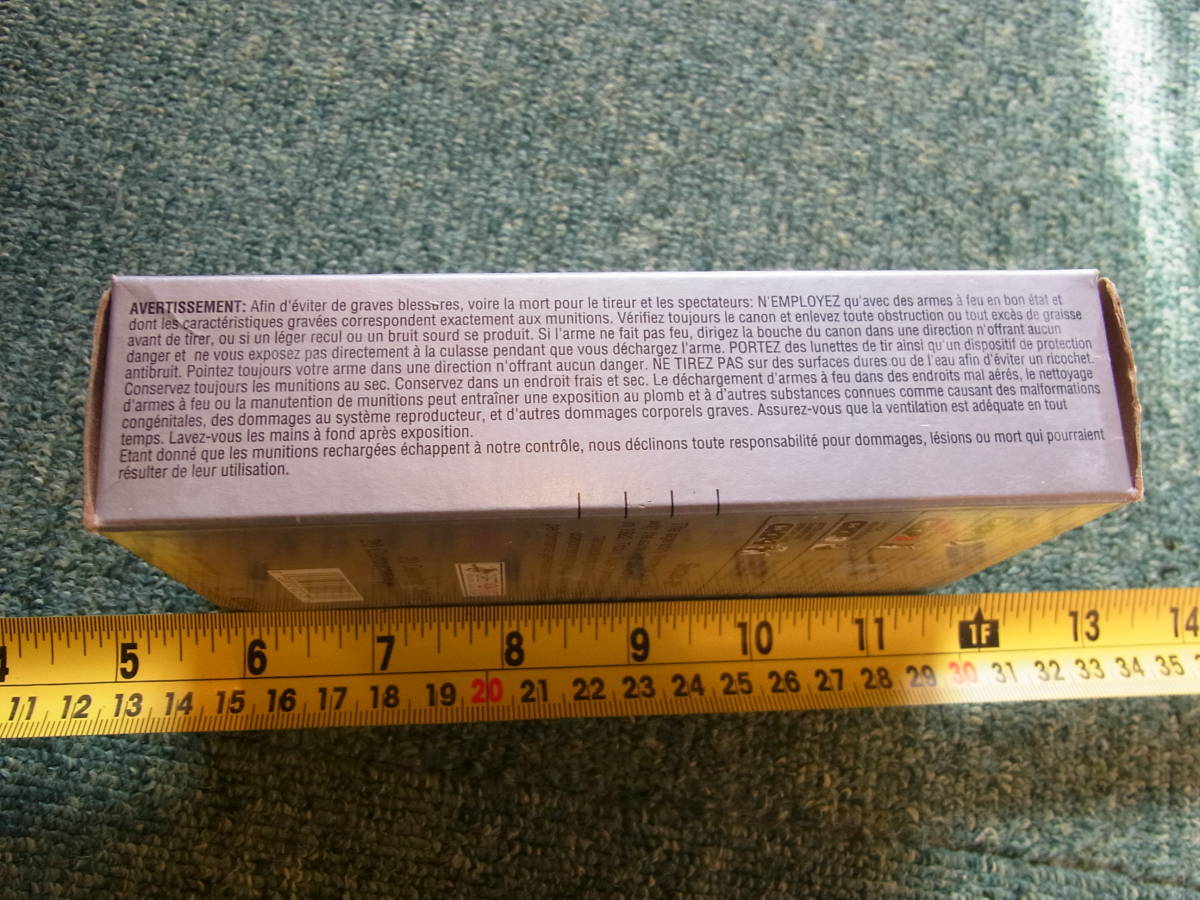 AVERTISSEMENT: Afin d'éviter de graves blessures, voire la mort pour le tireur et les spectateurs: N'EMPLOYEZ qu'avec des armes à feu en bon état et
dont les caractéristiques gravées correspondent exactement aux munitions. Vérifiez toujours le canon et enlevez toute obstruction ou tout excès de graisse
avant de tirer, ou si un léger recul ou un bruit sourd se produit. Si l'arme ne fait pas feu, dirigez la bouche du canon dans une direction n'offrant aucun
danger et ne vous exposez pas directement à la culasse pendant que vous déchargez l'arme. PORTEZ des lunettes de tir ainsi qu'un dispositif de protection
antibruit. Pointez toujours votre arme dans une direction n'offrant aucun danger. NE TIREZ PAS sur des surfaces dures ou de l'eau afin d'éviter un ricochet.
Conservez toujours les munitions au sec. Conservez dans un endroit frais et sec. Le déchargement d'armes à feu dans des endroits mal aérés, le nettoyage
d'armes à feu ou la manutention de munitions peut entraîner une exposition au plomb et à d'autres substances connues comme causant des malformations
congénitales, des dommages au système reproducteur, et d'autres dommages corporels graves. Assurez-vous que la ventilation est adéquate en tout
temps. Lavez-vous les mains à fond après exposition.
Etant donné que les munitions rechargées échappent à notre contrôle, nous déclinons toute responsabilité pour dommages, lésions ou mort qui pourraient
résulter de leur utilisation.
4 5 6 7 8 9 10 11 1F 13 14
11 12 13 14 15 16 17 18 19 20 21 22 23 24 25 26 27 28 29 30 31 32 33 34 35